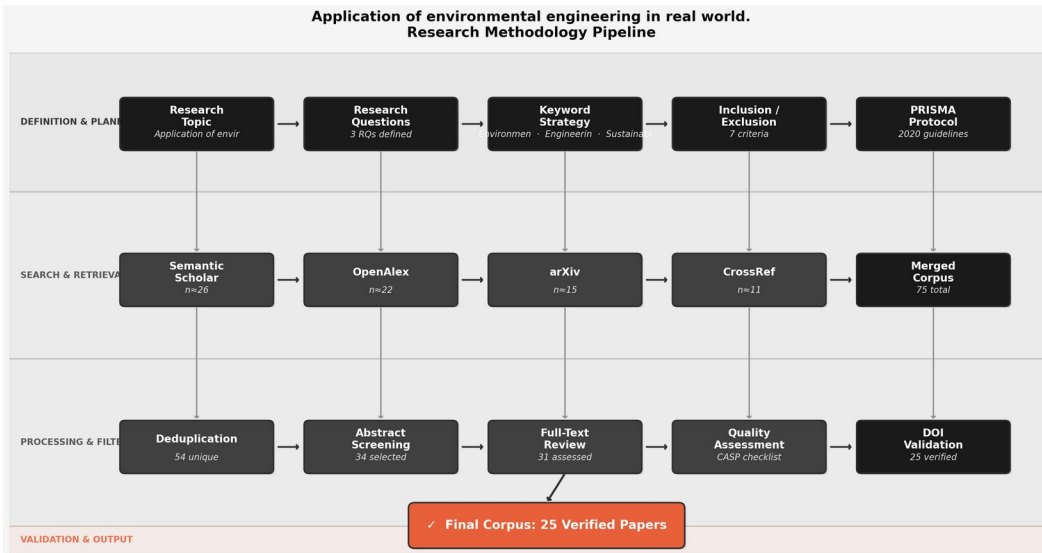 Application of environmental engineering in real world.
Research Methodology Pipeline
DEFINITION & PLANN
Research
Topic
Application of envir
Research
Questions
3 RQs defined
Keyword
Strategy
Environmen · Engineerin · Sustainabi
Inclusion /
Exclusion
7 criteria
PRISMA
Protocol
2020 guidelines
SEARCH & RETRIEVA
Semantic
Scholar
n≈26
OpenAlex
n≈22
arXiv
n≈15
CrossRef
n≈11
Merged
Corpus
75 total
PROCESSING & FILTE
Deduplication
54 unique
Abstract
Screening
34 selected
Full-Text
Review
31 assessed
Quality
Assessment
CASP checklist
DOI
Validation
25 verified
✓ Final Corpus: 25 Verified Papers
VALIDATION & OUTPUT